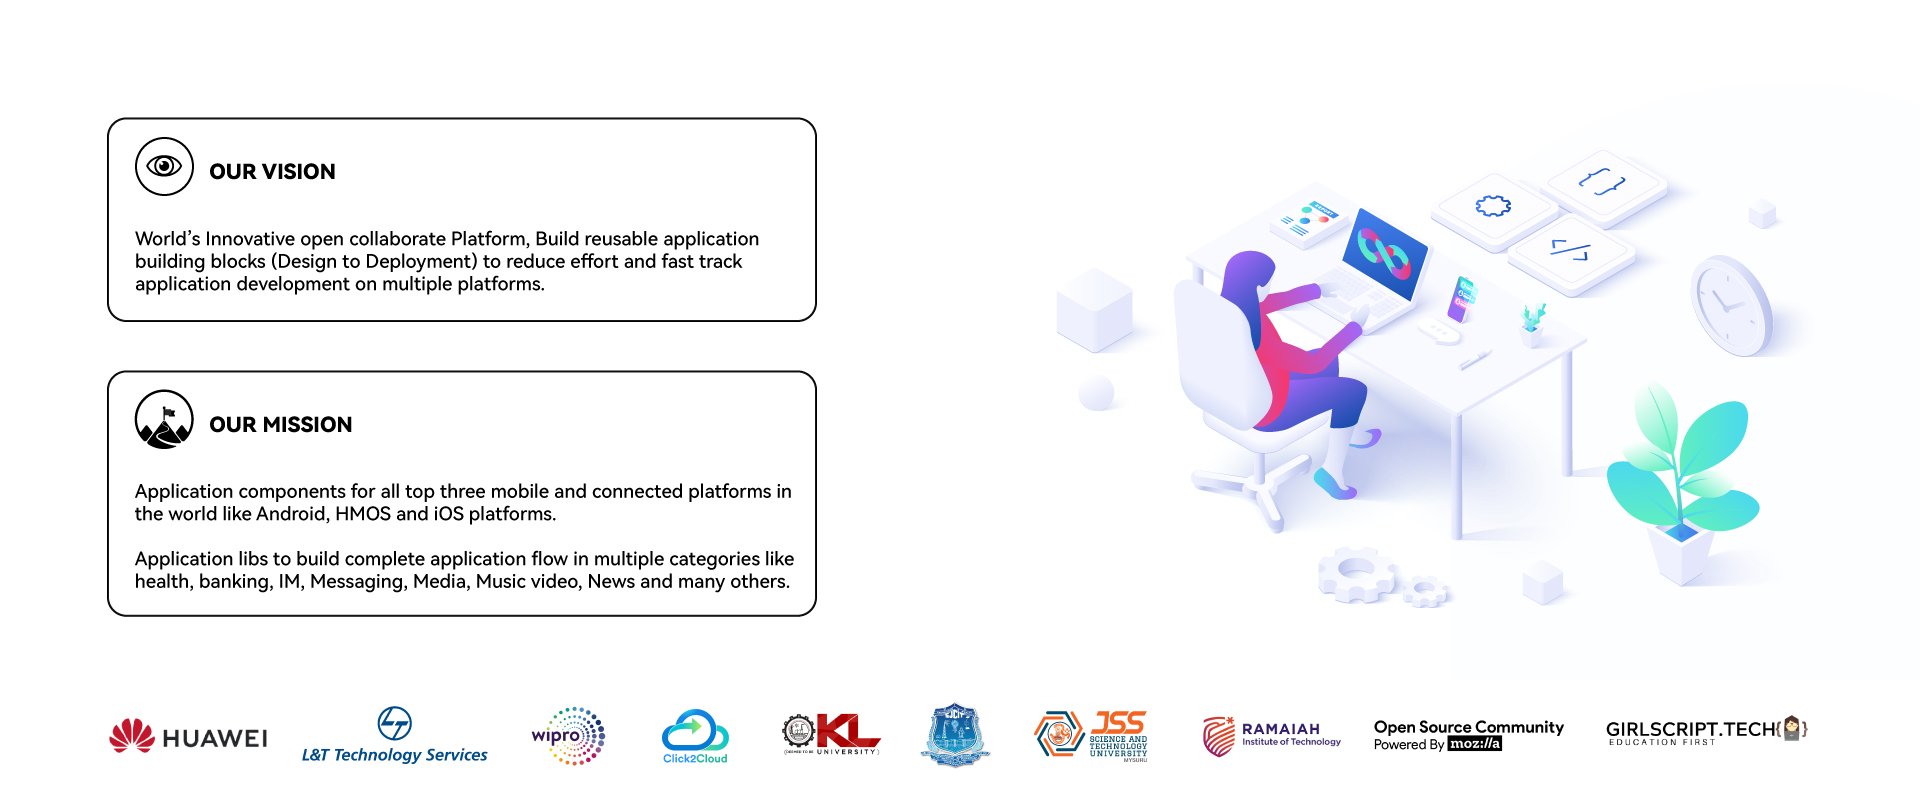 OUR VISION
World’s Innovative open collaborate Platform, Build reusable application
building blocks (Design to Deployment) to reduce effort and fast track
application development on multiple platforms.
OUR MISSION
Application components for all top three mobile and connected platforms in
the world like Android, HMOS and iOS platforms.
Application libs to build complete application flow in multiple categories like
health, banking, IM, Messaging, Media, Music video, News and many others.
HUAWEI
LT
L&T Technology Services
wipro
Click2Cloud
KL
(DEEMED TO BE UNIVERSITY)
JSS
SCIENCE AND
TECHNOLOGY
UNIVERSITY
MYSURU
RAMAIAH
Institute of Technology
Open Source Community
Powered By moz://a
GIRLSCRIPT.TECH{}
EDUCATION FIRST